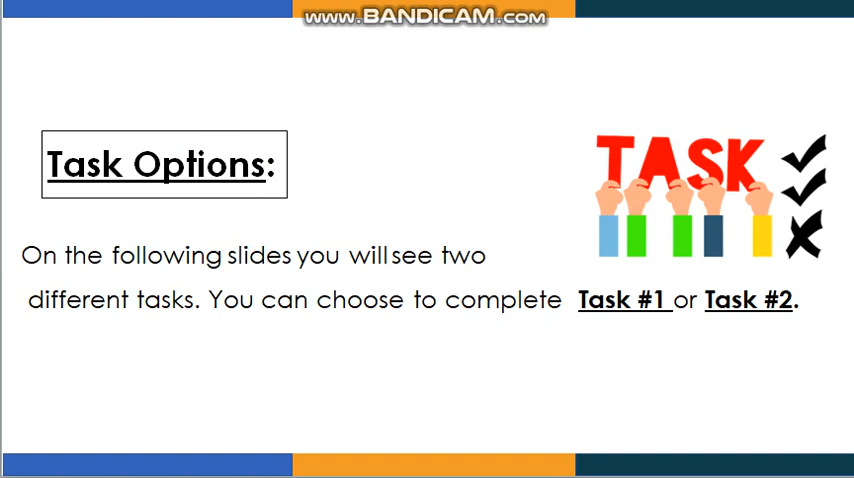 www.BANDICAM.com
Task Options:
TASK
On the following slides you will see two
different tasks. You can choose to complete Task #1 or Task #2.